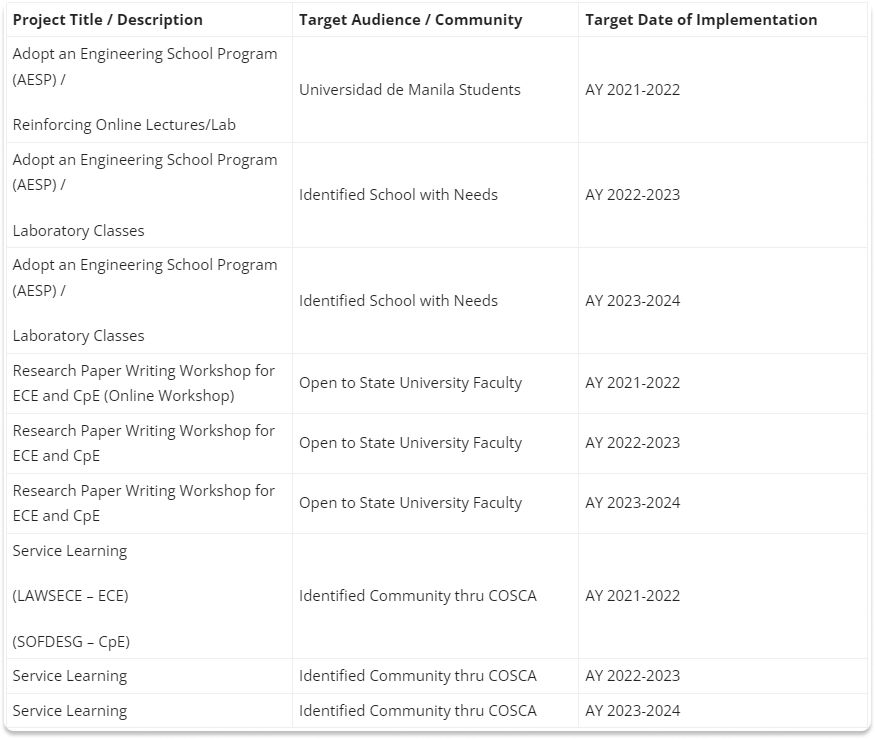 Project Title / Description Target Audience / Community Target Date of Implementation
Adopt an Engineering School Program
(AESP) /
Reinforcing Online Lectures/Lab
Universidad de Manila Students
AY 2021-2022
Adopt an Engineering School Program
(AESP) /
Laboratory Classes
Identified School with Needs
AY 2022-2023
Adopt an Engineering School Program
(AESP) /
Laboratory Classes
Identified School with Needs
AY 2023-2024
Research Paper Writing Workshop for
ECE and CpE (Online Workshop)
Open to State University Faculty
AY 2021-2022
Research Paper Writing Workshop for
ECE and CpE
Open to State University Faculty
AY 2022-2023
Research Paper Writing Workshop for
ECE and CpE
Open to State University Faculty
AY 2023-2024
Service Learning
(LAWSECE – ECE)
(SOFDESG – CpE)
Identified Community thru COSCA
AY 2021-2022
Service Learning
Identified Community thru COSCA
AY 2022-2023
Service Learning
Identified Community thru COSCA
AY 2023-2024